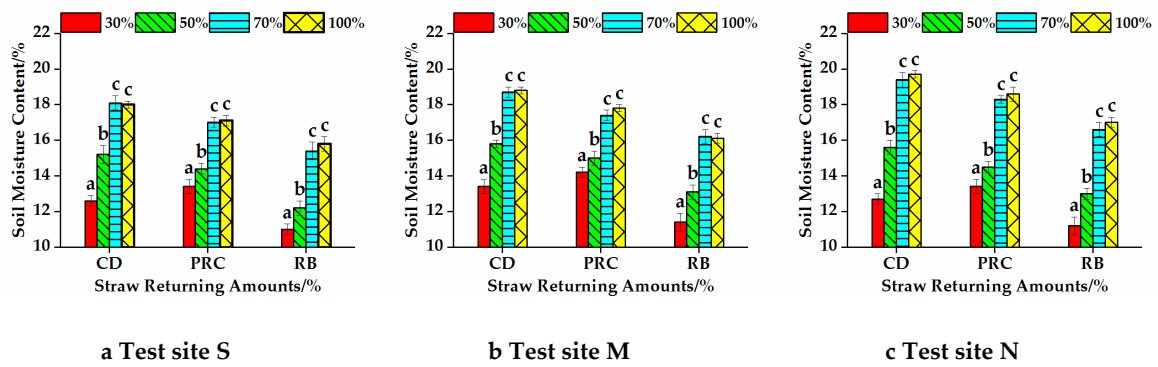 30% 50% 70% 100%
22
20
18
16
14
12
10
Soil Moisture Content/%
a b c c
a b c c
a b c c
CD PRC RB
Straw Returning Amounts/%
a Test site S
30% 50% 70% 100%
22
20
18
16
14
12
10
Soil Moisture Content/%
a b c c
a b c c
a b c c
CD PRC RB
Straw Returning Amounts/%
b Test site M
30% 50% 70% 100%
22
20
18
16
14
12
10
Soil Moisture Content/%
a b c c
a b c c
a b c c
CD PRC RB
Straw Returning Amounts/%
c Test site N